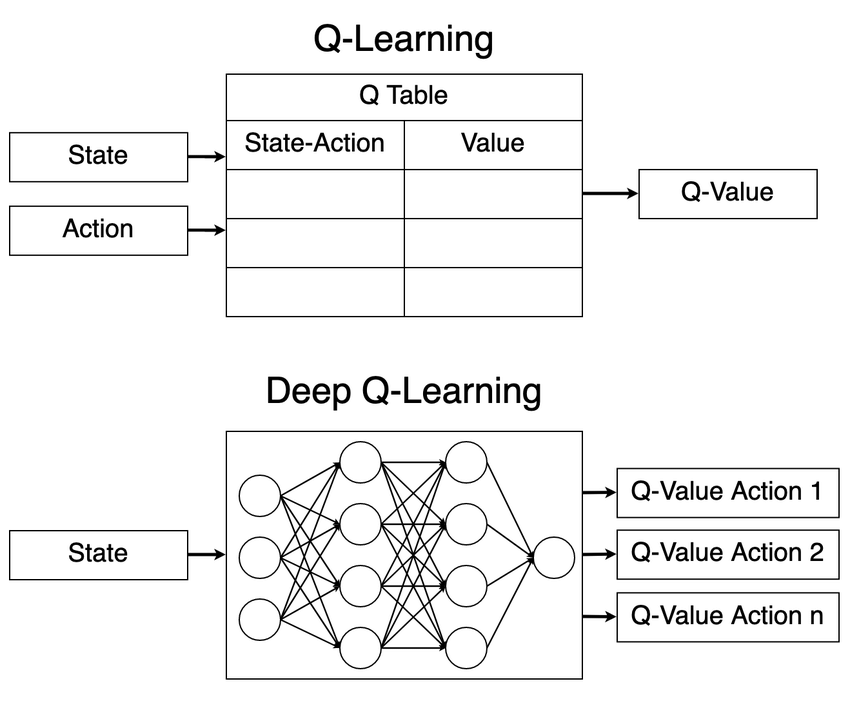 Q-Learning
Q Table
State-Action Value
State
Action
Q-Value
Deep Q-Learning
State
Q-Value Action 1
Q-Value Action 2
Q-Value Action n